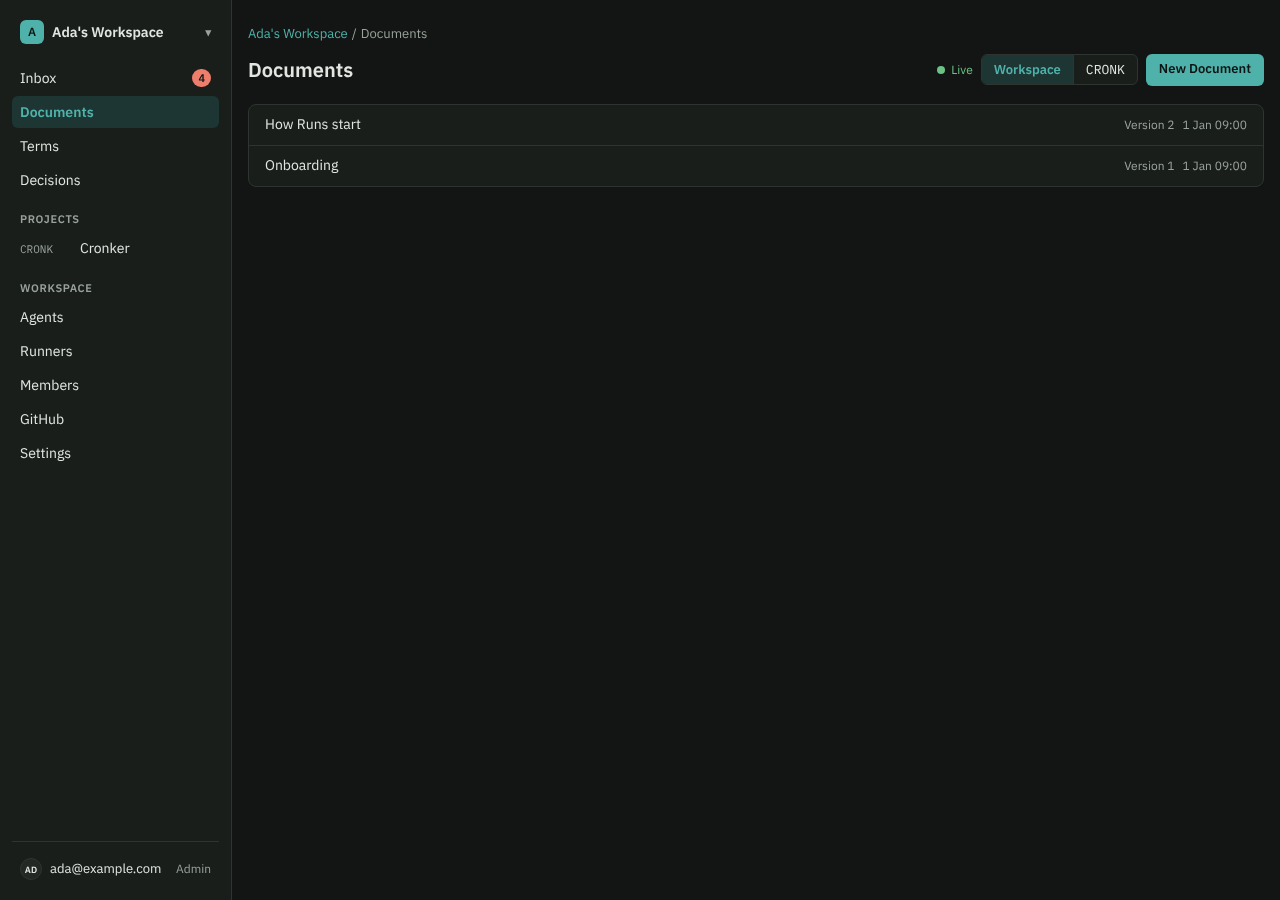 A Ada's Workspace ▾
Inbox 4
Documents
Terms
Decisions
PROJECTS
CRONK Cronker
WORKSPACE
Agents
Runners
Members
GitHub
Settings
AD ada@example.com Admin
Ada's Workspace / Documents
Documents
Live Workspace CRONK New Document
How Runs start Version 2 1 Jan 09:00
Onboarding Version 1 1 Jan 09:00